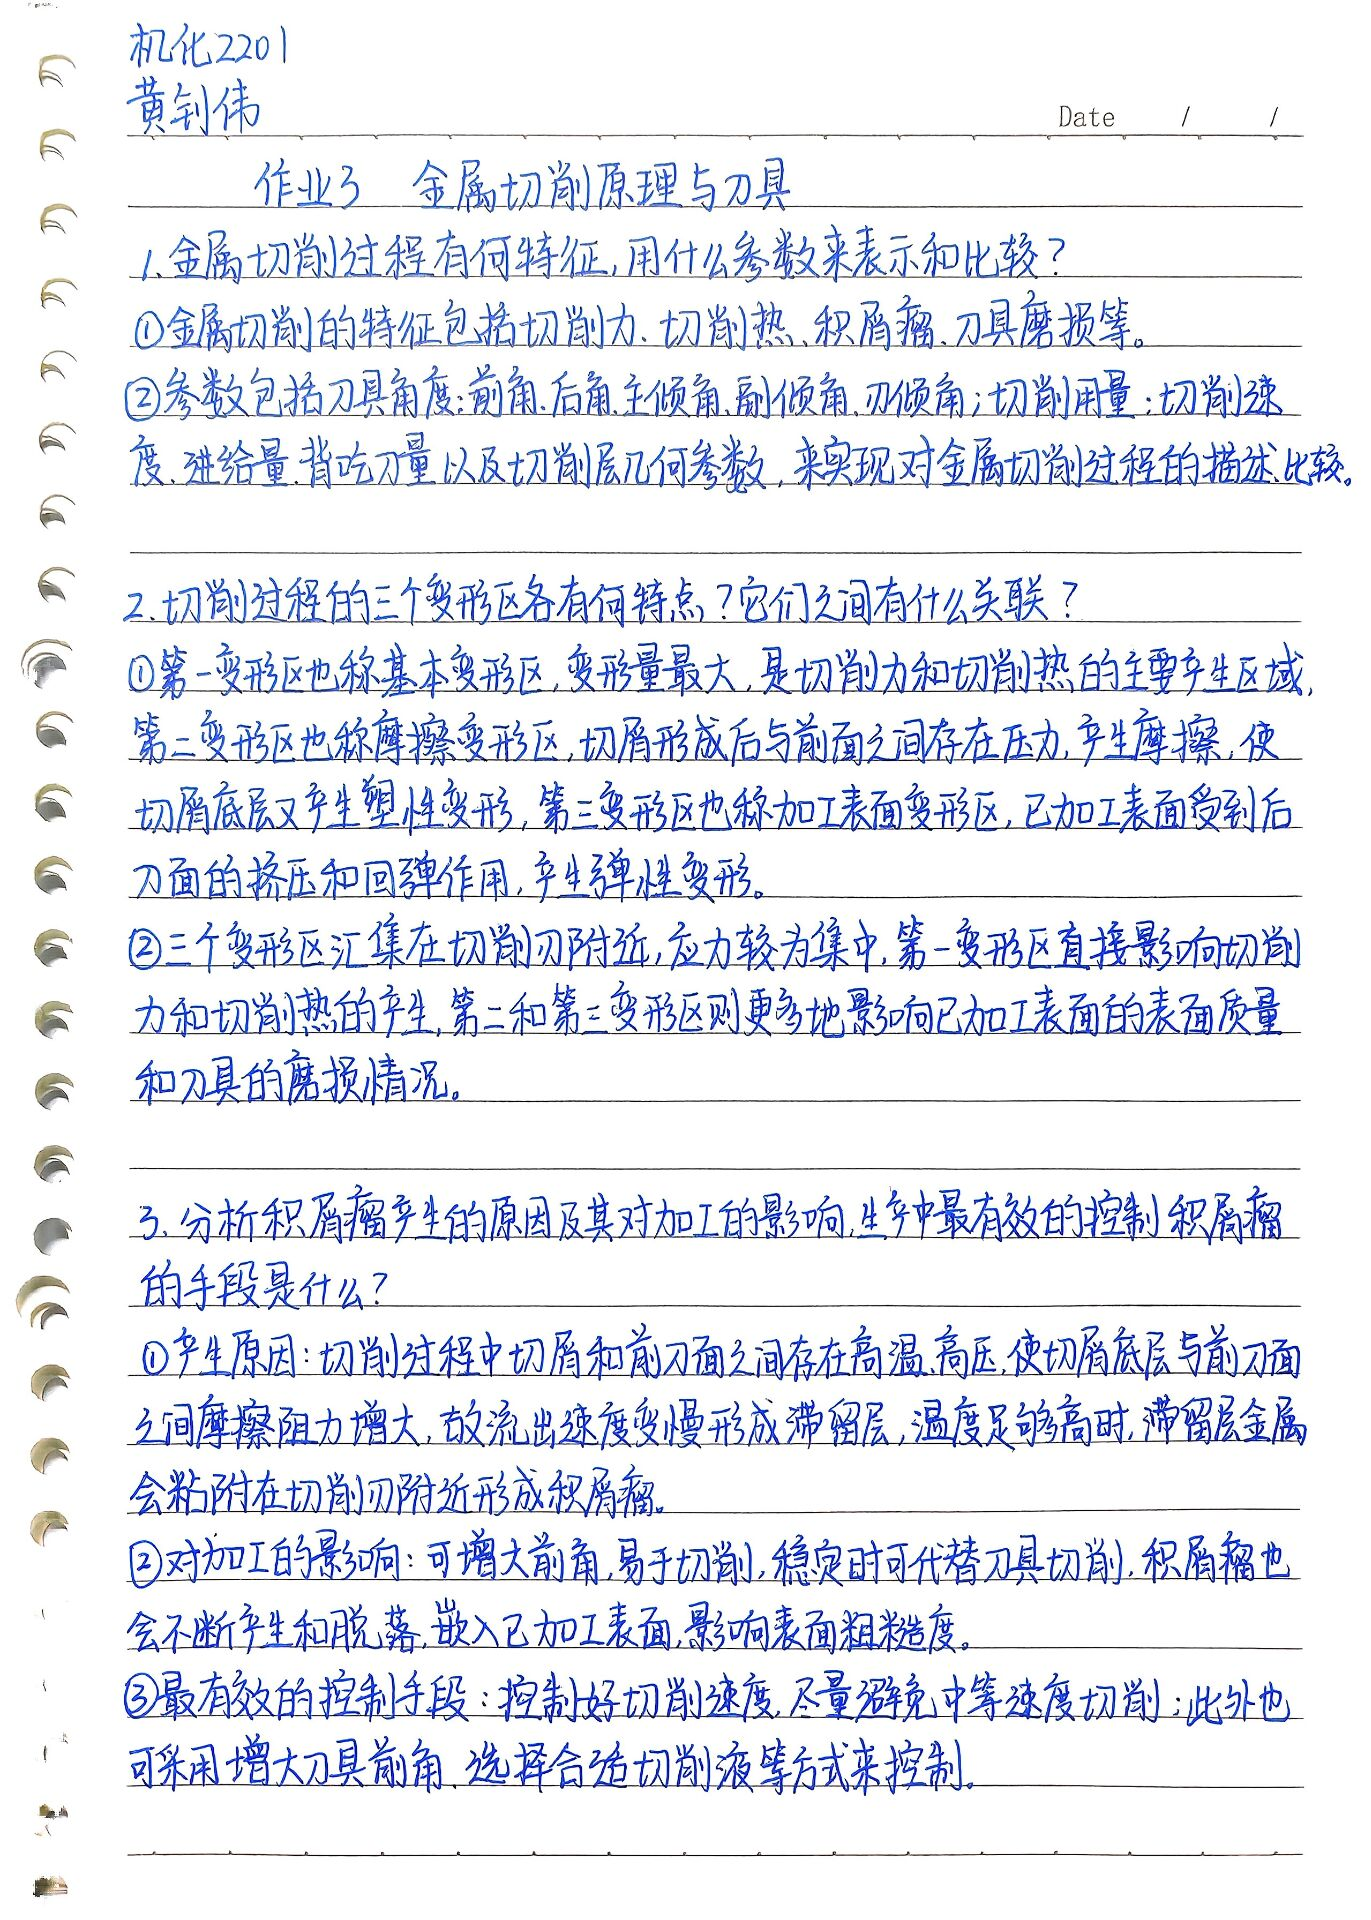 机化2201
黄钊伟
Date / /
作业3 金属切削原理与刀具
1.金属切削过程有何特征,用什么参数来表示和比较?
①金属切削的特征包括切削力、切削热、积屑瘤、刀具磨损等。
②参数包括刀具角度:前角、后角、主倾角、副倾角、刃倾角;切削用量:切削速
度、进给量、背吃刀量以及切削层几何参数,来实现对金属切削过程的描述、比较。
2.切削过程的三个变形区各有何特点?它们之间有什么关联?
①第一变形区也称基本变形区,变形量最大,是切削力和切削热的主要产生区域,
第二变形区也称摩擦变形区,切屑形成后与前面之间存在压力,产生摩擦,使
切屑底层又产生塑性变形,第三变形区也称加工表面变形区,已加工表面受到后
刀面的挤压和回弹作用,产生弹性变形。
②三个变形区汇集在切削刃附近,应力较为集中,第一变形区直接影响切削
力和切削热的产生,第二和第三变形区则更多地影响已加工表面的表面质量
和刀具的磨损情况。
3.分析积屑瘤产生的原因及其对加工的影响,生产中最有效的控制积屑瘤
的手段是什么?
①产生原因:切削过程中切屑和前刀面之间存在高温、高压,使切屑底层与前刀面
之间摩擦阻力增大,故流出速度变慢形成滞留层,温度足够高时,滞留层金属
会粘附在切削刃附近形成积屑瘤。
②对加工的影响:可增大前角,易于切削,稳定时可代替刀具切削,积屑瘤也
会不断产生和脱落,嵌入已加工表面,影响表面粗糙度。
③最有效的控制手段:控制好切削速度,尽量避免中等速度切削;此外也
可采用增大刀具前角、选择合适切削液等方式来控制。